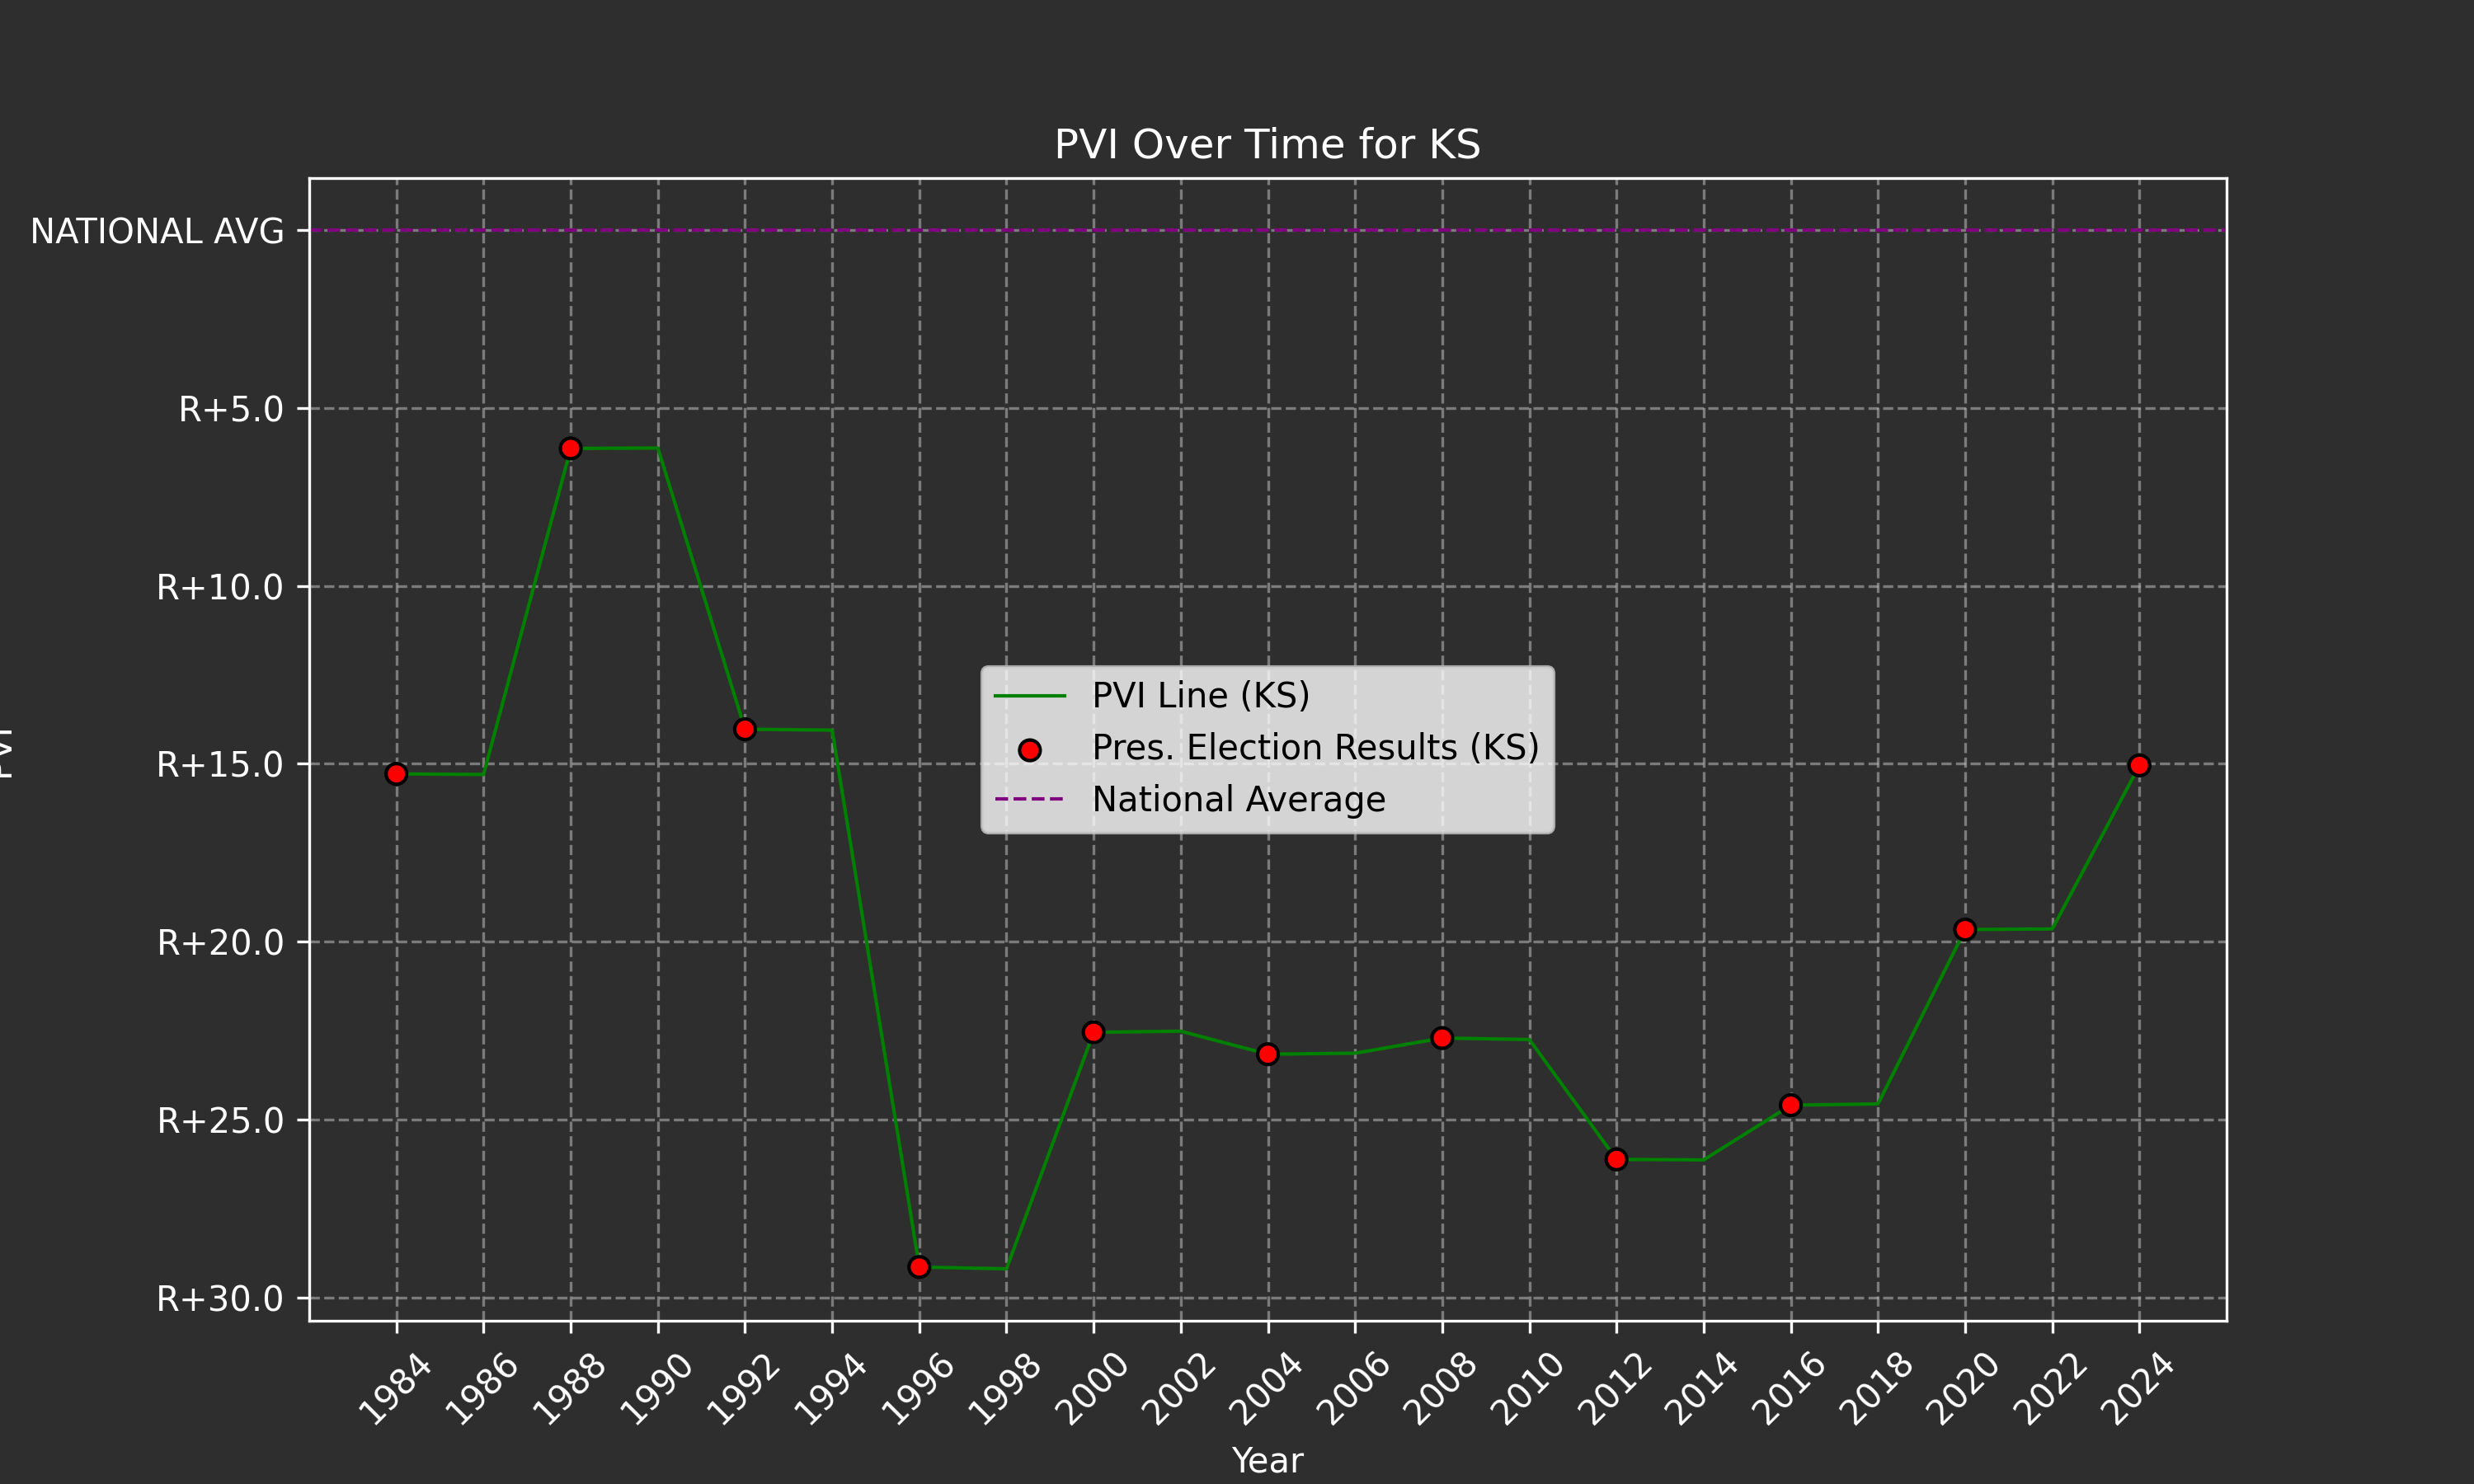 PVI Over Time for KS
NATIONAL AVG
R+5.0
R+10.0
R+15.0
R+20.0
R+25.0
R+30.0
PVI Line (KS)
Pres. Election Results (KS)
National Average
1984
1986
1988
1990
1992
1994
1996
1998
2000
2002
2004
2006
2008
2010
2012
2014
2016
2018
2020
2022
2024
Year